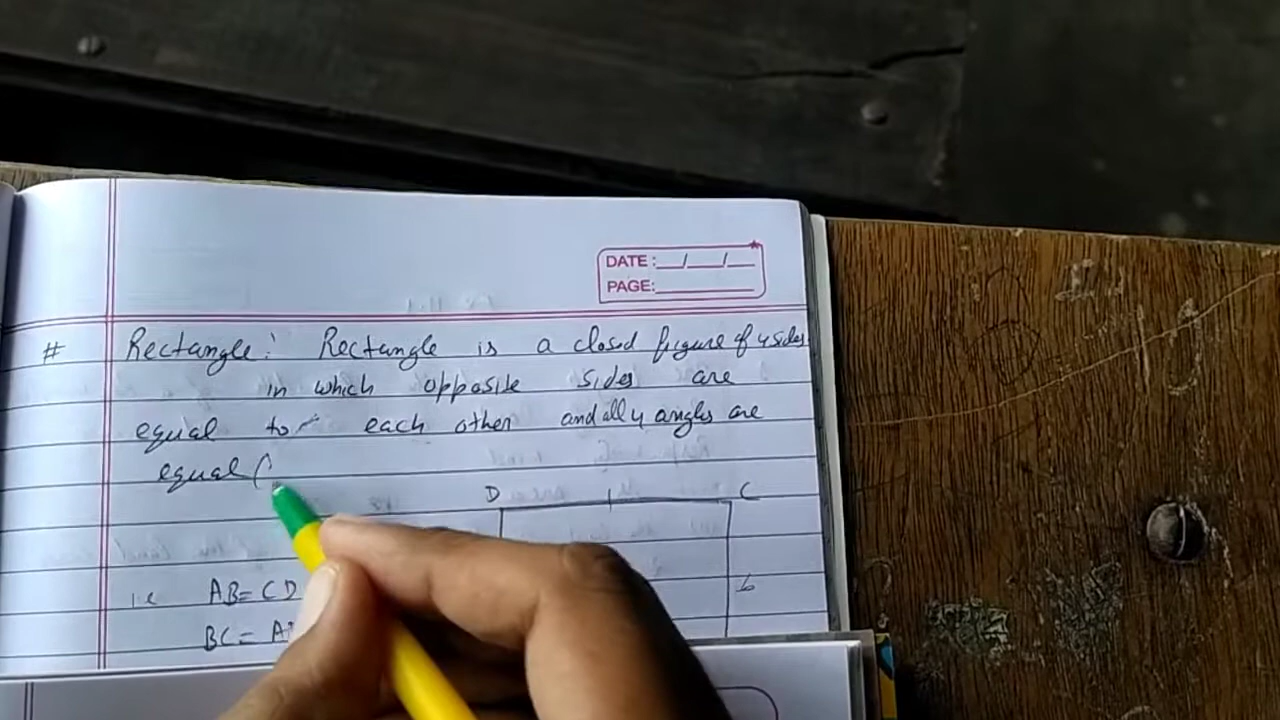 DATE :__/__/__
PAGE:________
# Rectangle: Rectangle is a closed figure of 4 sides
in which opposite sides are
equal to each other and all 4 angles are
equal (
D C
i.e AB = CD
b
BC = A